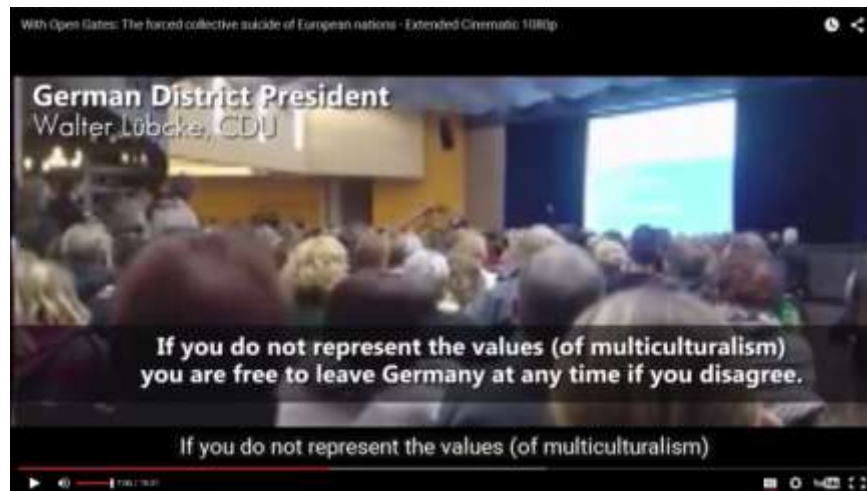 With Open Gates: The forced collective suicide of European nations - Extended Cinematic 1080p
German District President
Walter Lübcke, CDU
If you do not represent the values (of multiculturalism)
you are free to leave Germany at any time if you disagree.
If you do not represent the values (of multiculturalism)